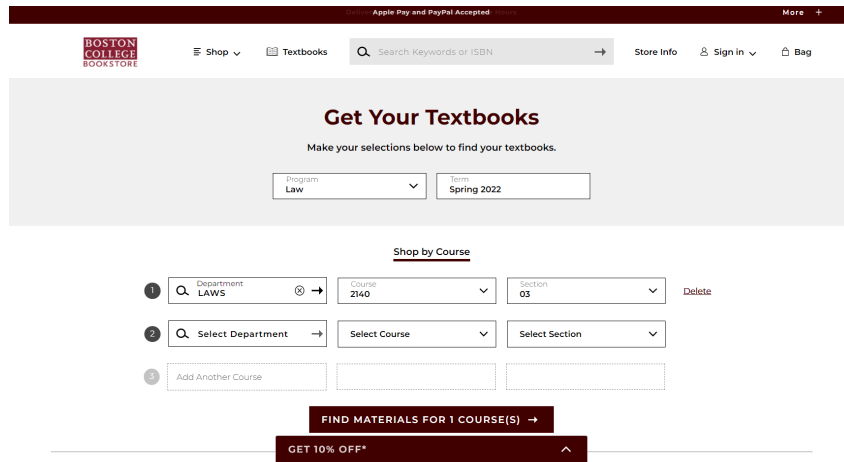 Apple Pay and PayPal Accepted
More +
BOSTON
COLLEGE
BOOKSTORE
Shop
Textbooks
Search Keywords or ISBN
Store Info
Sign in
Bag
Get Your Textbooks
Make your selections below to find your textbooks.
Program
Law
Term
Spring 2022
Shop by Course
1
Department
LAWS
Course
2140
Section
03
Delete
2
Select Department
Select Course
Select Section
3
Add Another Course
FIND MATERIALS FOR 1 COURSE(S)
GET 10% OFF*